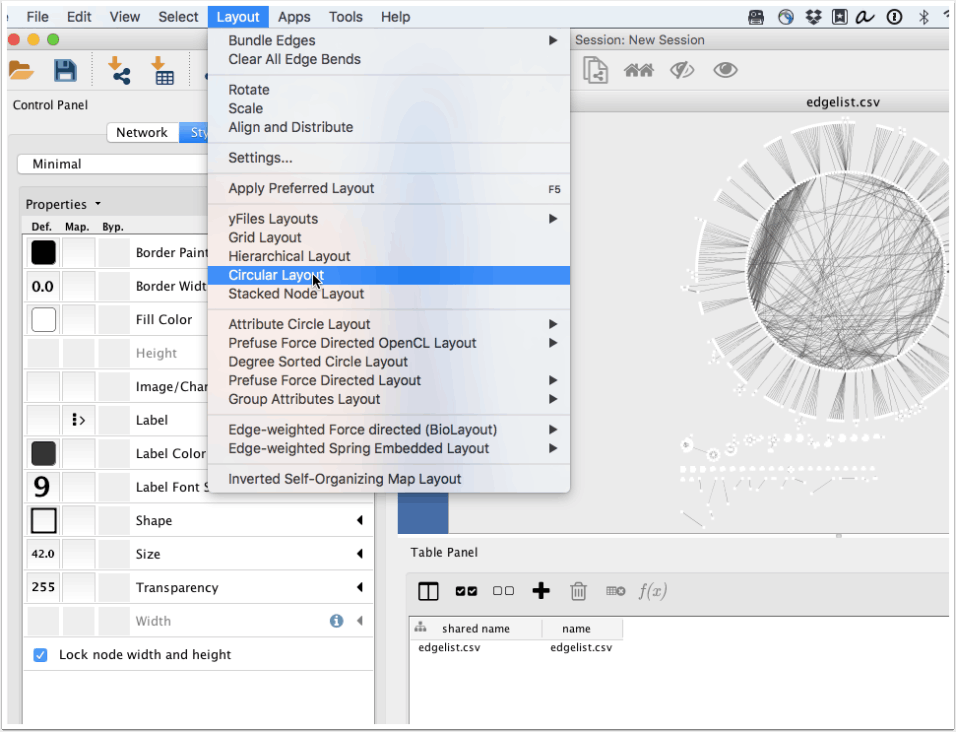 File Edit View Select Layout Apps Tools Help
Session: New Session
Bundle Edges
Clear All Edge Bends
Rotate
Scale
Align and Distribute
Settings...
Apply Preferred Layout F5
yFiles Layouts
Grid Layout
Hierarchical Layout
Circular Layout
Stacked Node Layout
Attribute Circle Layout
Prefuse Force Directed OpenCL Layout
Degree Sorted Circle Layout
Prefuse Force Directed Layout
Group Attributes Layout
Edge-weighted Force directed (BioLayout)
Edge-weighted Spring Embedded Layout
Inverted Self-Organizing Map Layout
Control Panel
Network Sty
Minimal
Properties
Def. Map. Byp.
Border Paint
0.0 Border Widt
Fill Color
Height
Image/Char
Label
Label Color
9 Label Font S
Shape
42.0 Size
255 Transparency
Width
Lock node width and height
edgelist.csv
Table Panel
f(x)
shared name name
edgelist.csv edgelist.csv